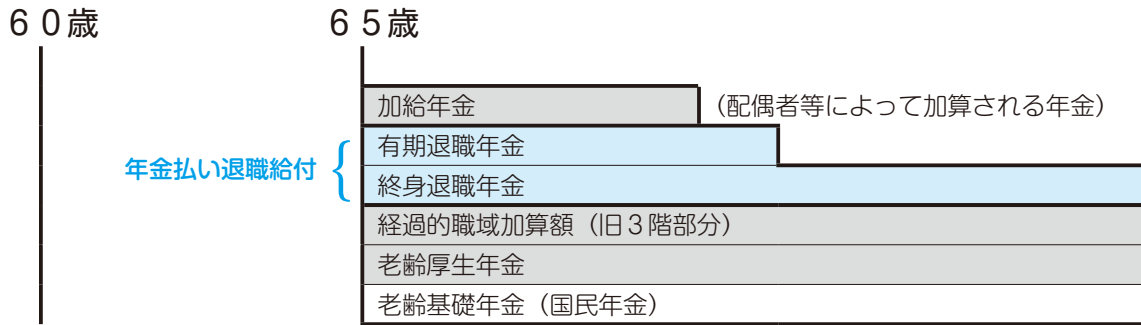 ６０歳
６５歳
加給年金
（配偶者等によって加算される年金）
有期退職年金
年金払い退職給付
終身退職年金
経過的職域加算額（旧３階部分）
老齢厚生年金
老齢基礎年金（国民年金）